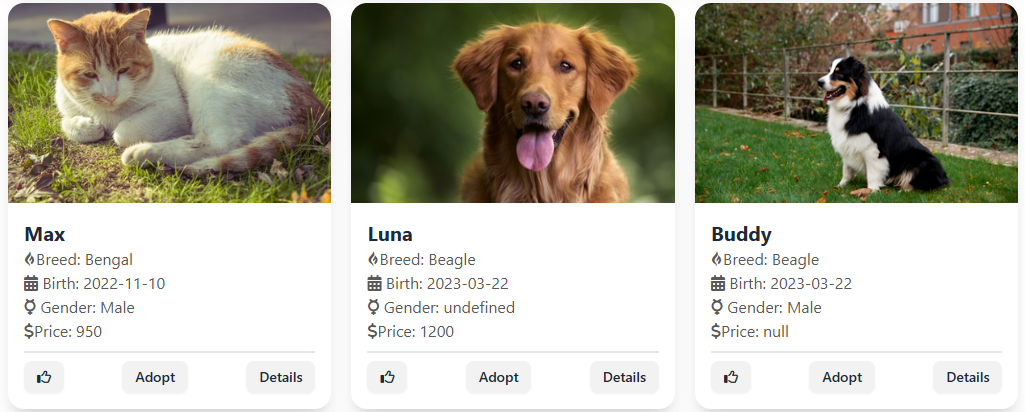 Max
Breed: Bengal
Birth: 2022-11-10
Gender: Male
$Price: 950
Adopt
Details
Luna
Breed: Beagle
Birth: 2023-03-22
Gender: undefined
$Price: 1200
Adopt
Details
Buddy
Breed: Beagle
Birth: 2023-03-22
Gender: Male
$Price: null
Adopt
Details